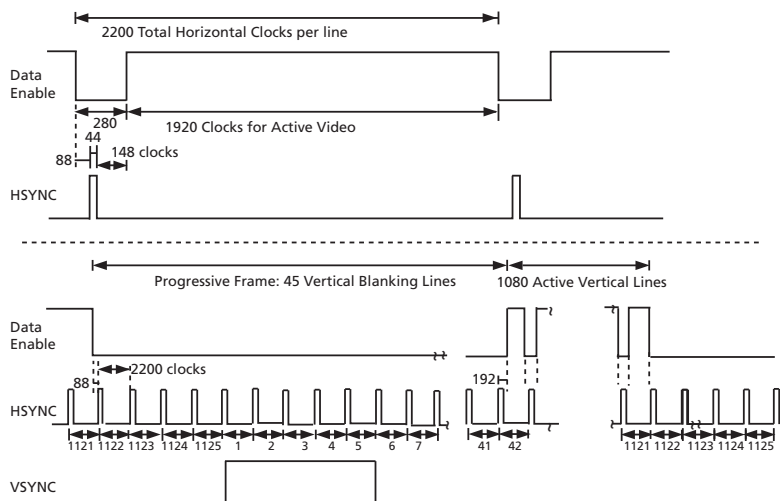 2200 Total Horizontal Clocks per line
Data
Enable
280
1920 Clocks for Active Video
44
88
148 clocks
HSYNC
Progressive Frame: 45 Vertical Blanking Lines
1080 Active Vertical Lines
Data
Enable
88
2200 clocks
192
HSYNC
1121 1122 1123 1124 1125 1 2 3 4 5 6 7 41 42 1121 1122 1123 1124 1125
VSYNC